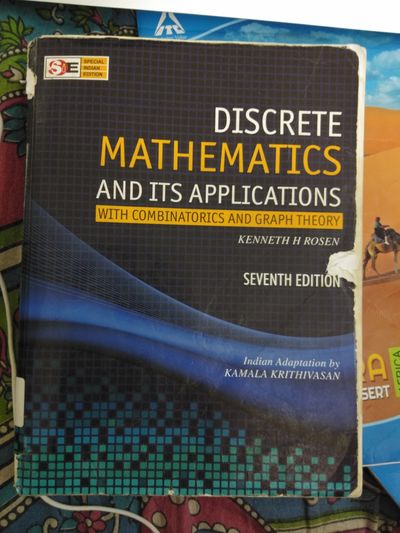 SIE
SPECIAL
INDIAN
EDITION
DISCRETE
MATHEMATICS
AND ITS APPLICATIONS
WITH COMBINATORICS AND GRAPH THEORY
KENNETH H ROSEN
SEVENTH EDITION
Indian Adaptation by
KAMALA KRITHIVASAN